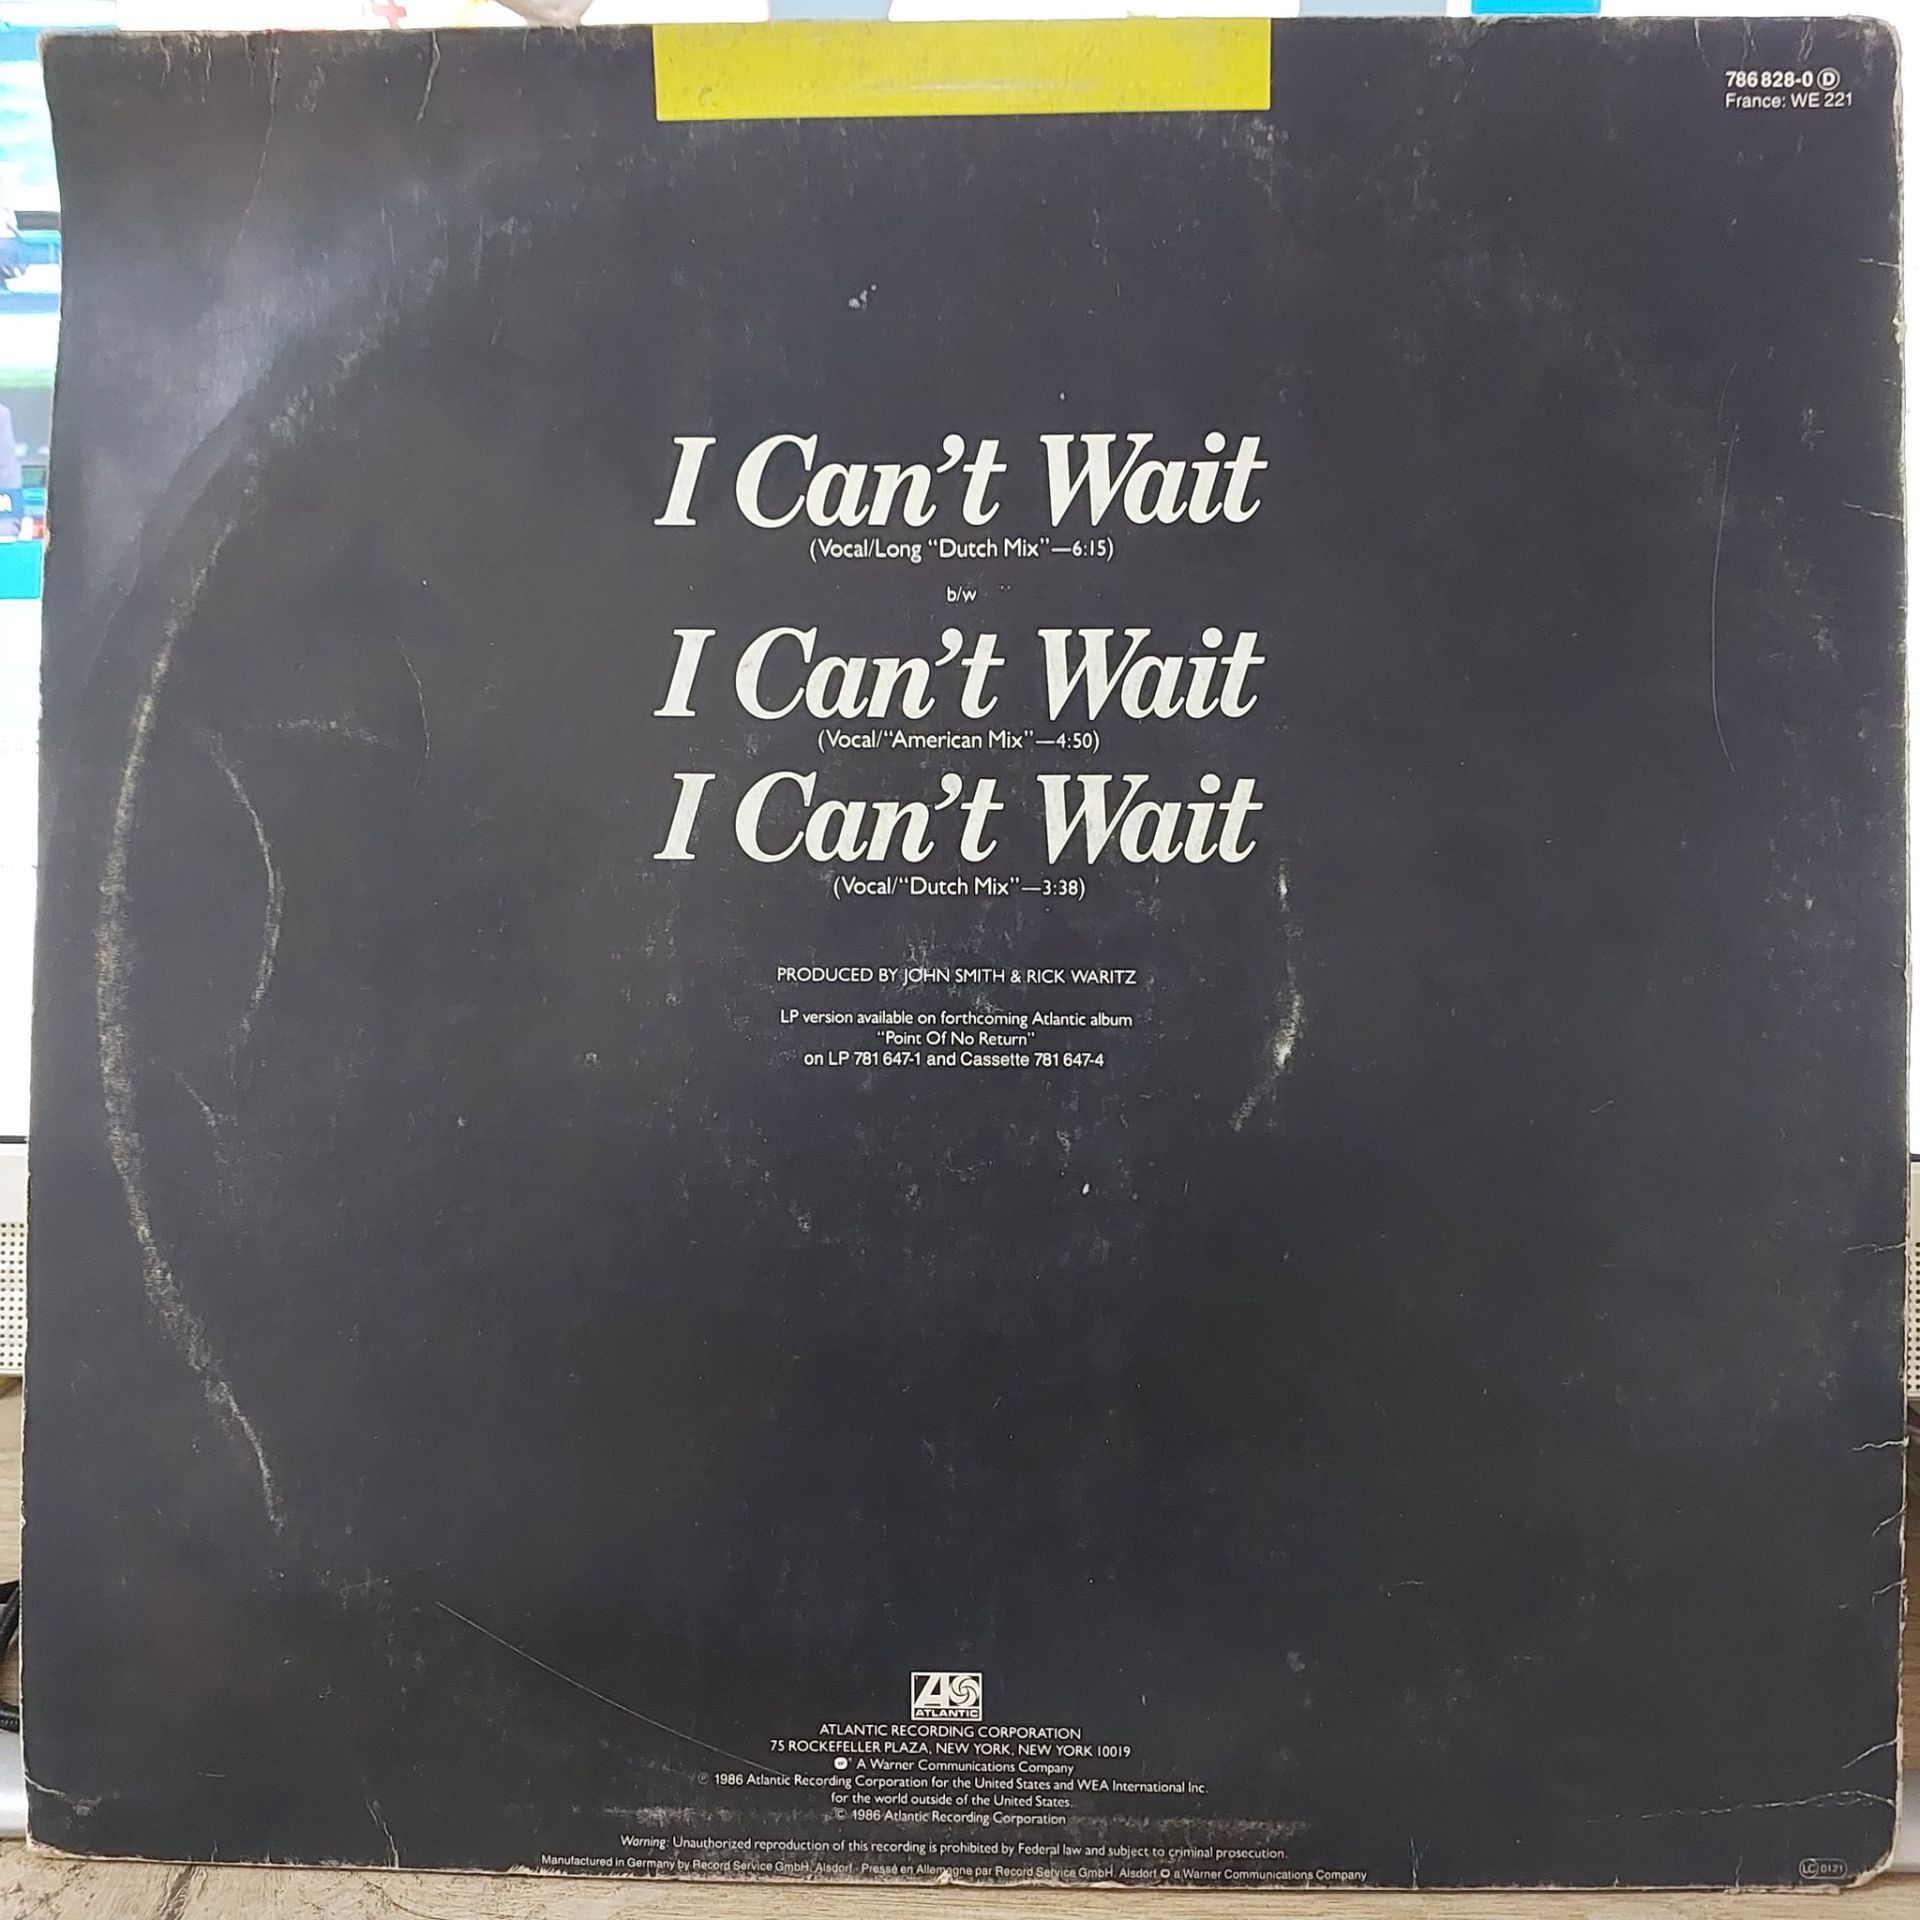 786 828-0 Ⓓ
France: WE 221
I Can't Wait
(Vocal/Long “Dutch Mix”—6:15)
b/w
I Can't Wait
(Vocal/“American Mix”—4:50)
I Can't Wait
(Vocal/“Dutch Mix”—3:38)
PRODUCED BY JOHN SMITH & RICK WARITZ
LP version available on forthcoming Atlantic album
“Point Of No Return”
on LP 781 647-1 and Cassette 781 647-4
ATLANTIC
ATLANTIC RECORDING CORPORATION
75 ROCKEFELLER PLAZA, NEW YORK, NEW YORK 10019
A Warner Communications Company
℗ 1986 Atlantic Recording Corporation for the United States and WEA International Inc.
for the world outside of the United States.
© 1986 Atlantic Recording Corporation
Warning: Unauthorized reproduction of this recording is prohibited by Federal law and subject to criminal prosecution.
Manufactured in Germany by Record Service GmbH, Alsdorf · Pressé en Allemagne par Record Service GmbH, Alsdorf a Warner Communications Company
LC 0121